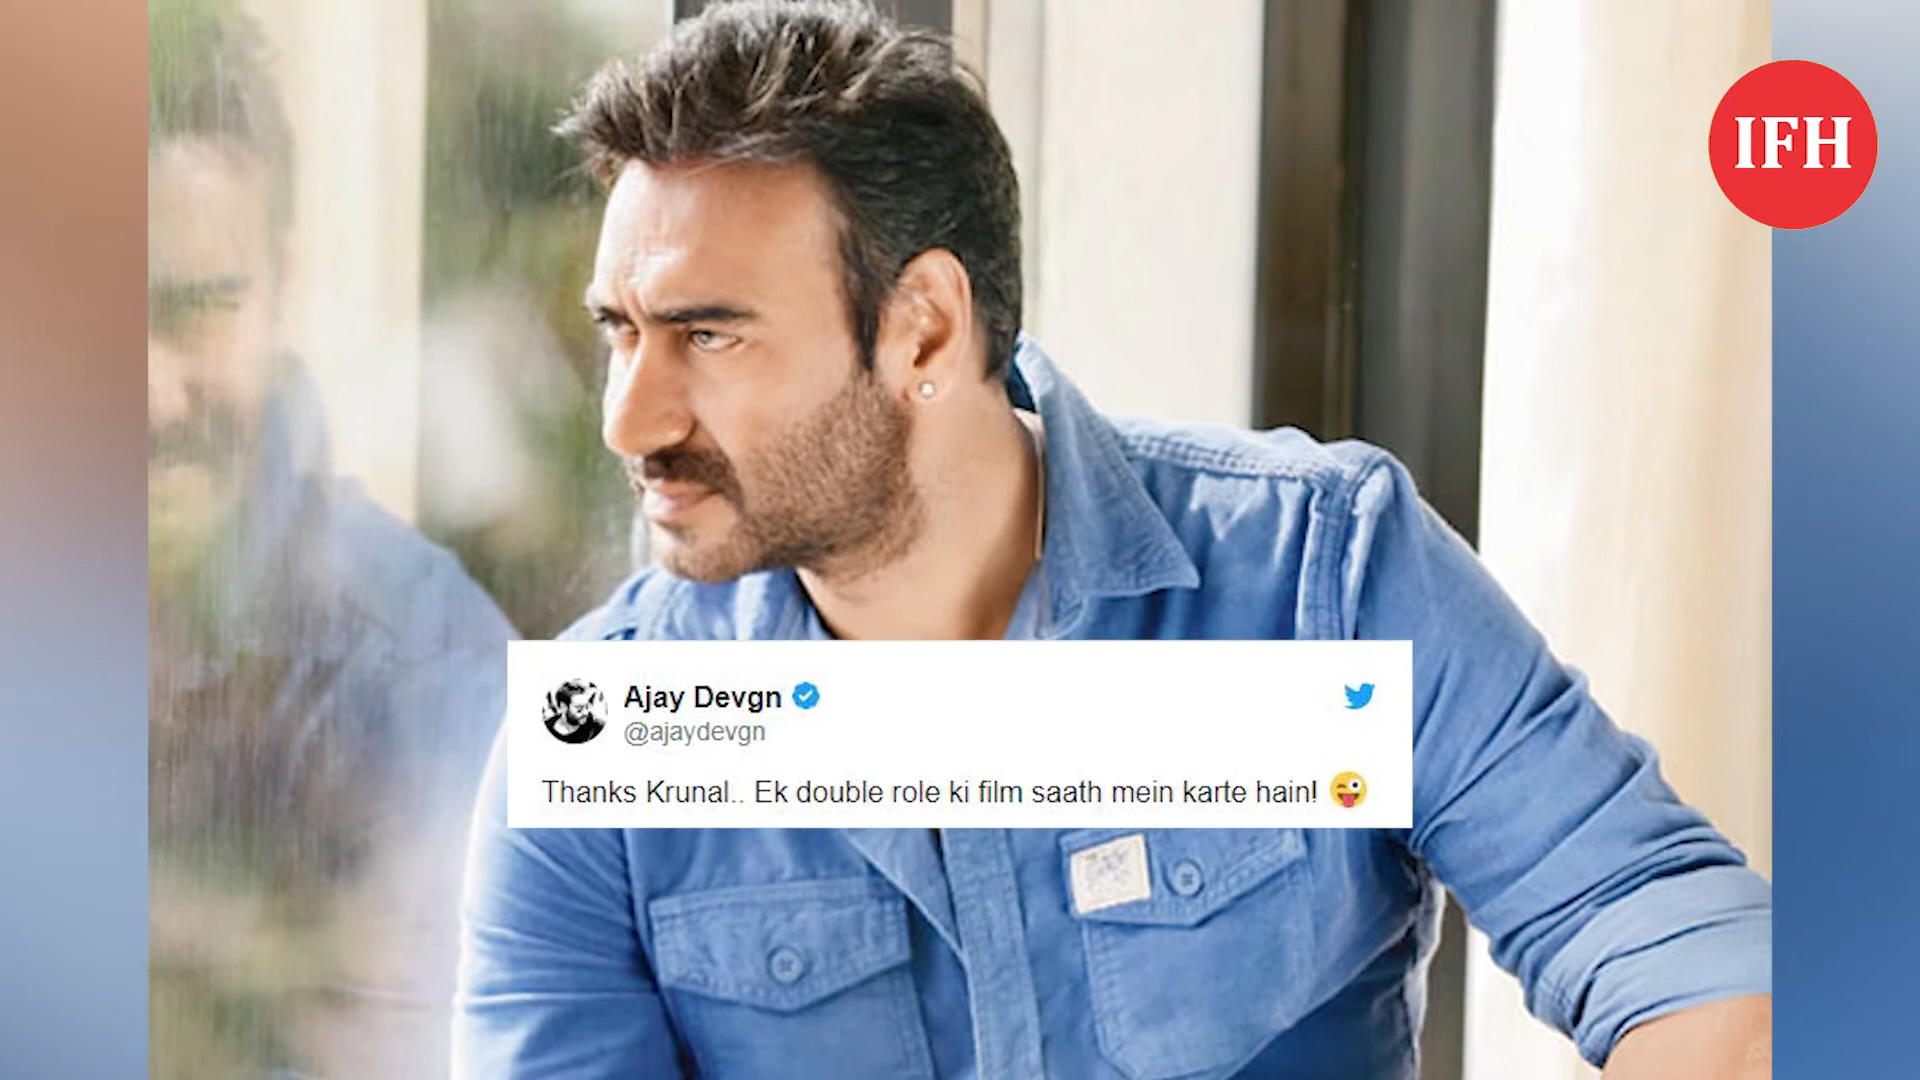 IFH
Ajay Devgn
@ajaydevgn
Thanks Krunal.. Ek double role ki film saath mein karte hain! 😜